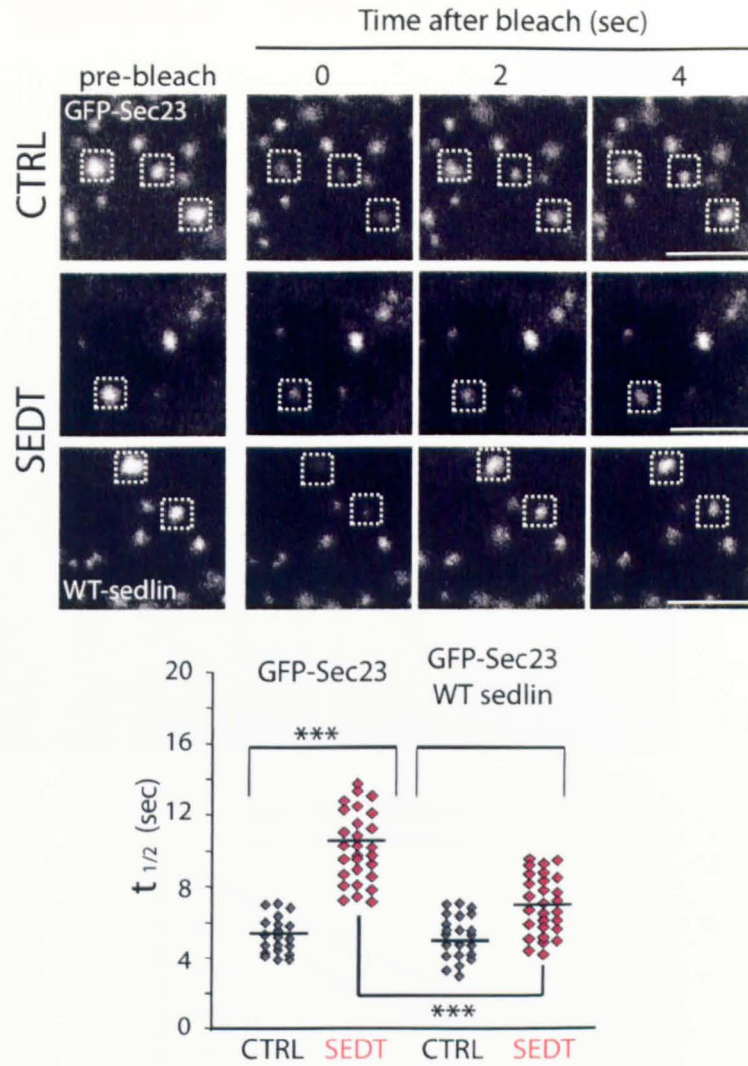 Time after bleach (sec)
pre-bleach 0 2 4
CTRL
GFP-Sec23
SEDT
WT-sedlin
GFP-Sec23
GFP-Sec23
WT sedlin
t 1/2 (sec)
20
16
12
8
4
0
***
***
CTRL SEDT CTRL SEDT